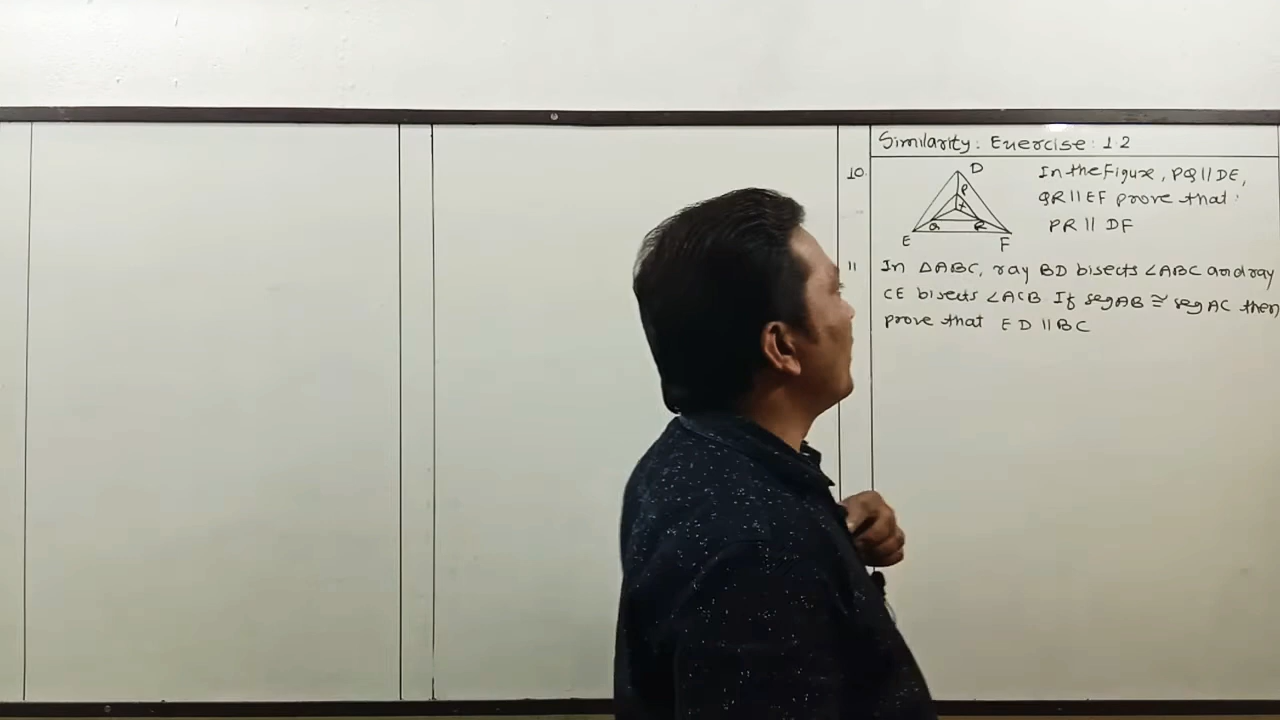 Similarity: Exercise: 1.2
10.
D
P
X
Q
R
E
F
In the Figure, PQ || DE,
QR || EF prove that:
PR || DF
11
In △ABC, ray BD bisects ∠ABC and ray
CE bisects ∠ACB. If seg AB ≅ seg AC then
prove that ED || BC